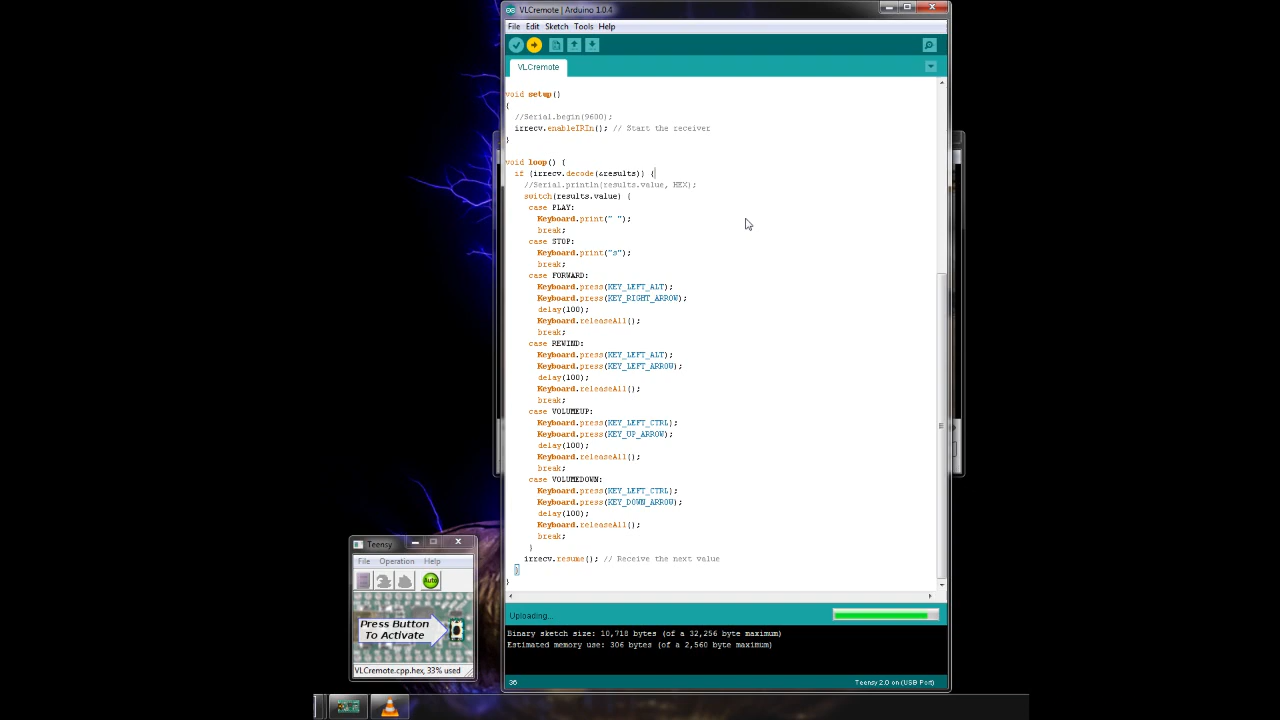 VLCremote | Arduino 1.0.4
File Edit Sketch Tools Help
VLCremote
void setup()
{
//Serial.begin(9600);
irrecv.enableIRIn(); // Start the receiver
}
void loop() {
if (irrecv.decode(&results)) {
//Serial.println(results.value, HEX);
switch(results.value) {
case PLAY:
Keyboard.print(" ");
break;
case STOP:
Keyboard.print("s");
break;
case FORWARD:
Keyboard.press(KEY_LEFT_ALT);
Keyboard.press(KEY_RIGHT_ARROW);
delay(100);
Keyboard.releaseAll();
break;
case REWIND:
Keyboard.press(KEY_LEFT_ALT);
Keyboard.press(KEY_LEFT_ARROW);
delay(100);
Keyboard.releaseAll();
break;
case VOLUMEUP:
Keyboard.press(KEY_LEFT_CTRL);
Keyboard.press(KEY_UP_ARROW);
delay(100);
Keyboard.releaseAll();
break;
case VOLUMEDOWN:
Keyboard.press(KEY_LEFT_CTRL);
Keyboard.press(KEY_DOWN_ARROW);
delay(100);
Keyboard.releaseAll();
break;
}
irrecv.resume(); // Receive the next value
}
}
Uploading...
Binary sketch size: 10,718 bytes (of a 32,256 byte maximum)
Estimated memory use: 306 bytes (of a 2,560 byte maximum)
36
Teensy 2.0 on (USB Port)
Teensy
File Operation Help
Auto
Press Button
To Activate
VLCremote.cpp.hex, 33% used